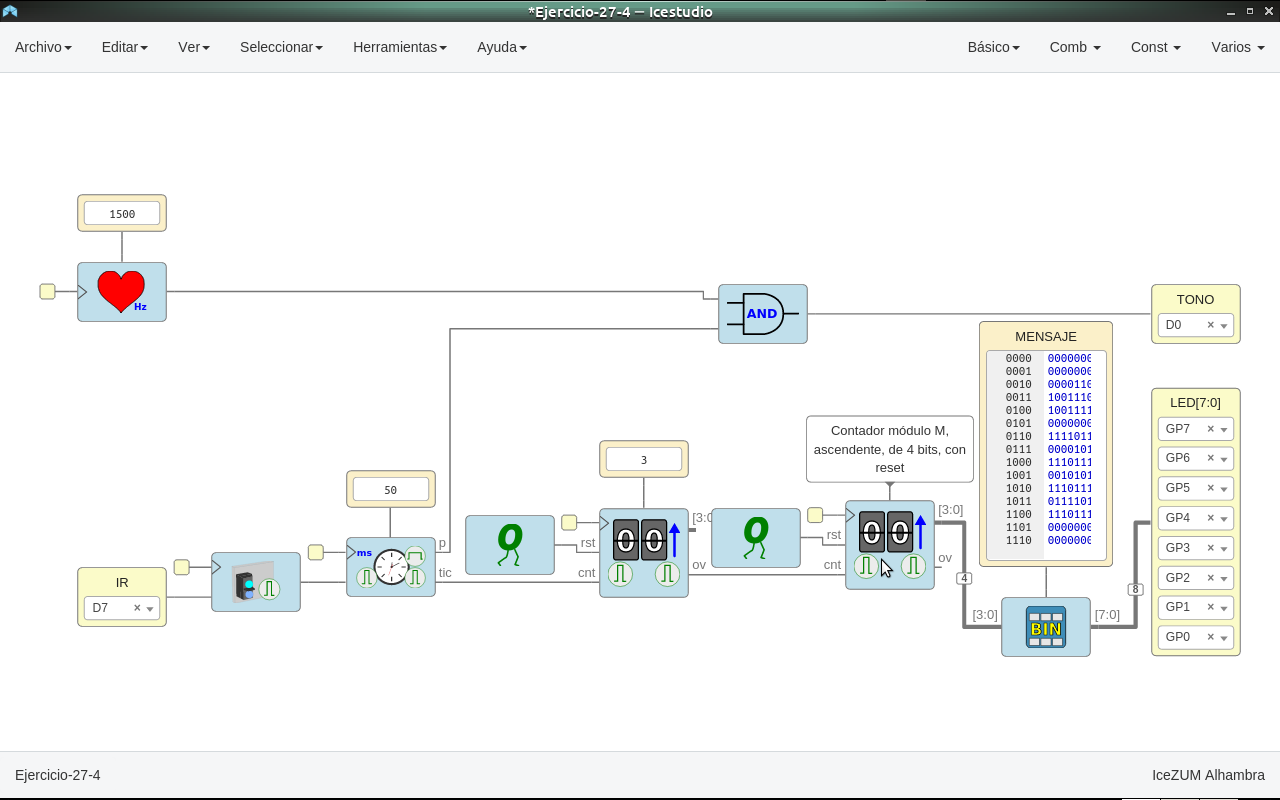 *Ejercicio-27-4 — Icestudio
Archivo Editar Ver Seleccionar Herramientas Ayuda Básico Comb Const Varios
1500
Hz
AND
TONO
D0
MENSAJE
0000 0000000
0001 0000000
0010 0000110
0011 1001110
0100 1001111
0101 0000000
0110 1111011
0111 0000101
1000 1110111
1001 0010101
1010 1110111
1011 0111101
1100 1110111
1101 0000000
1110 0000000
LED[7:0]
GP7
GP6
GP5
GP4
GP3
GP2
GP1
GP0
Contador módulo M,
ascendente, de 4 bits, con
reset
3
50
ms
p
tic
0
rst
cnt
00
[3:0
ov
0
rst
cnt
00
[3:0]
ov
4
[3:0]
BIN
[7:0]
8
IR
D7
Ejercicio-27-4
IceZUM Alhambra